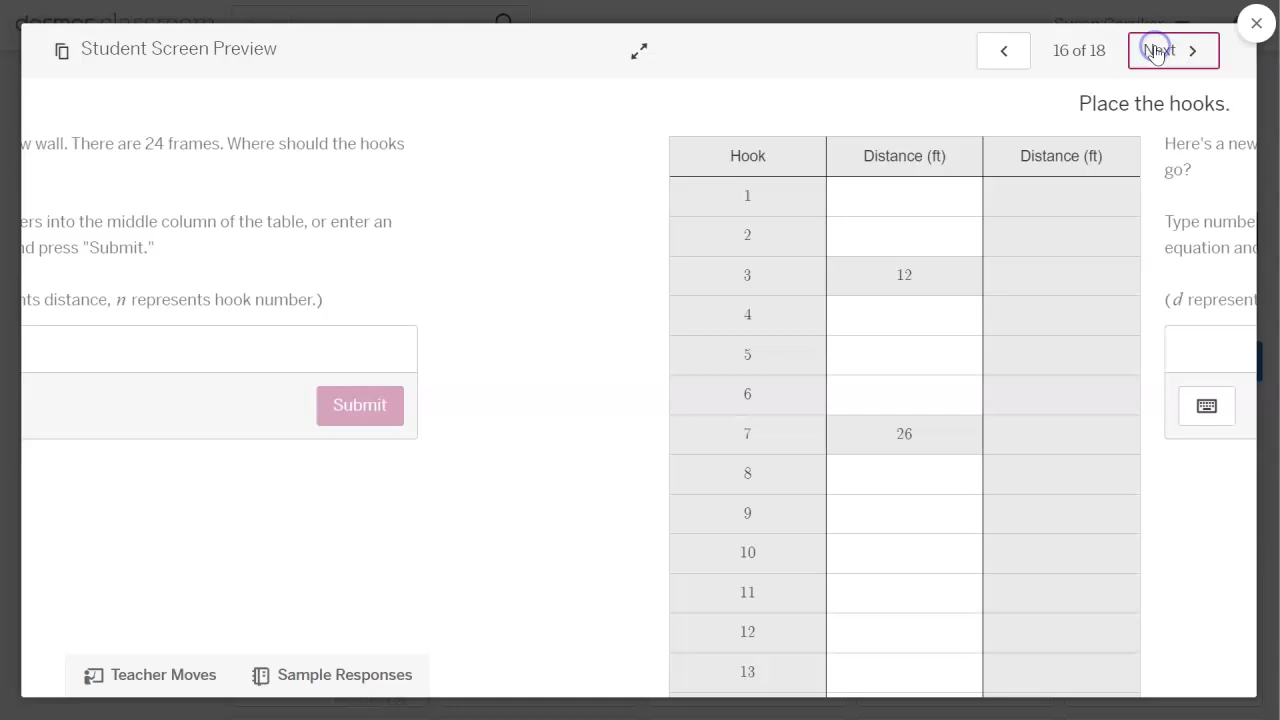 desmos classroom
Student Screen Preview
16 of 18
Next
Place the hooks.
w wall. There are 24 frames. Where should the hooks
ers into the middle column of the table, or enter an
nd press "Submit."
nts distance, n represents hook number.)
Submit
Hook Distance (ft) Distance (ft)
1
2
3 12
4
5
6
7 26
8
9
10
11
12
13
Here's a new
go?
Type numbe
equation and
(d represent
Teacher Moves
Sample Responses